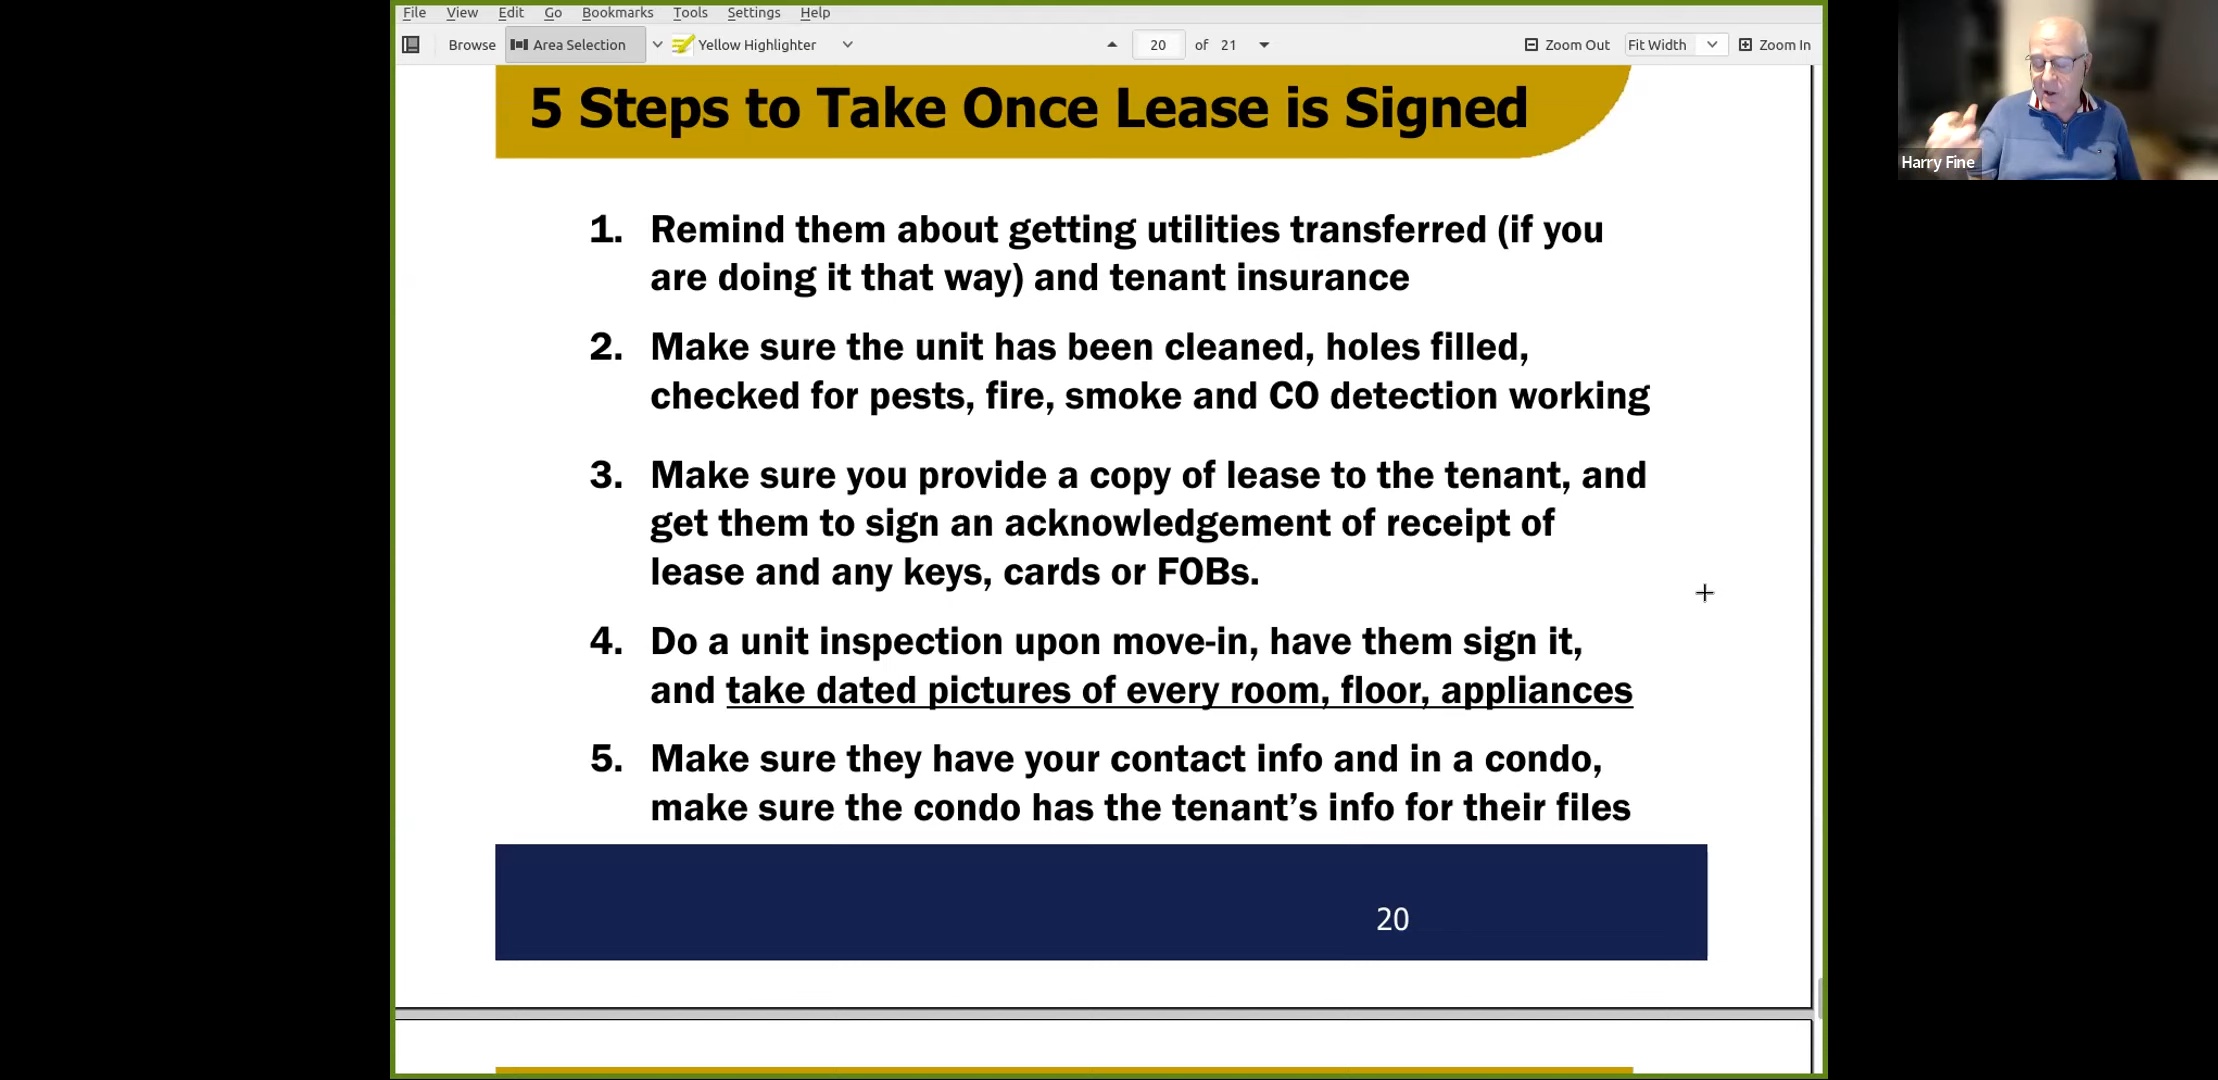 File View Edit Go Bookmarks Tools Settings Help
Browse Area Selection Yellow Highlighter 20 of 21 Zoom Out Fit Width Zoom In
5 Steps to Take Once Lease is Signed
1. Remind them about getting utilities transferred (if you
are doing it that way) and tenant insurance
2. Make sure the unit has been cleaned, holes filled,
checked for pests, fire, smoke and CO detection working
3. Make sure you provide a copy of lease to the tenant, and
get them to sign an acknowledgement of receipt of
lease and any keys, cards or FOBs.
4. Do a unit inspection upon move-in, have them sign it,
and take dated pictures of every room, floor, appliances
5. Make sure they have your contact info and in a condo,
make sure the condo has the tenant’s info for their files
20
Harry Fine